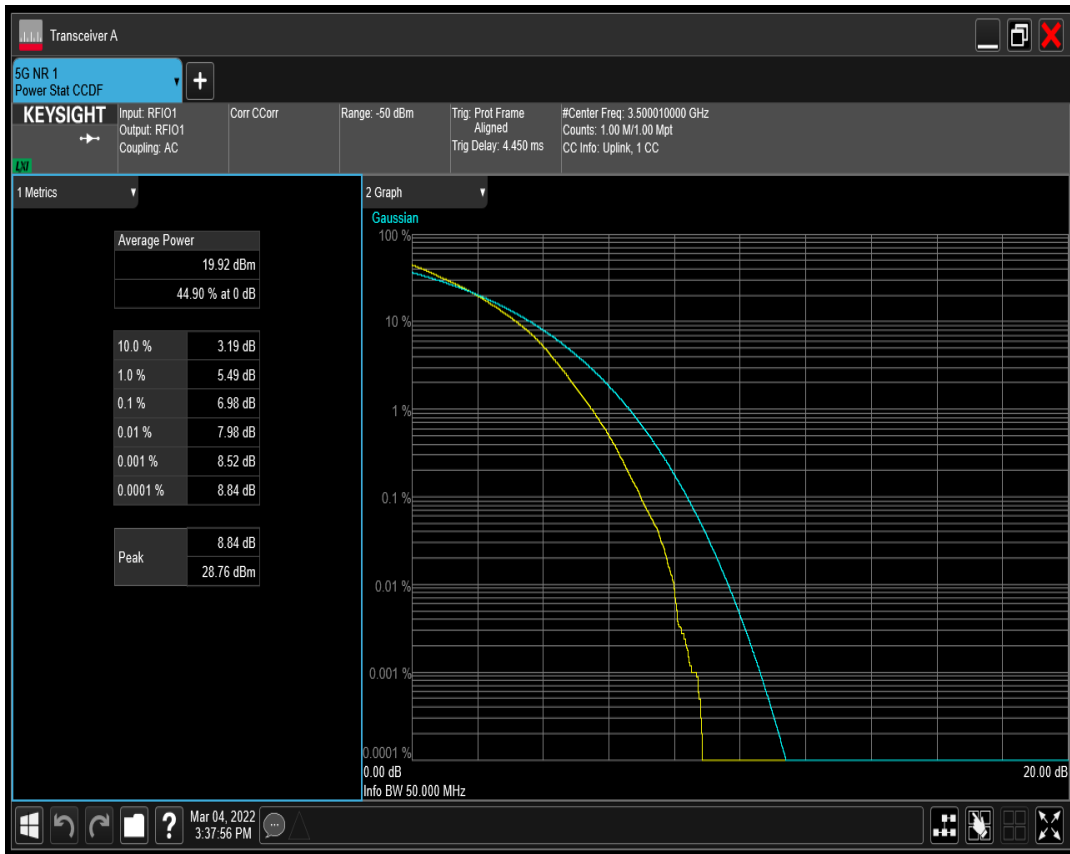 Transceiver A
5G NR 1
Power Stat CCDF
+
KEYSIGHT
LXI
Input: RFIO1
Output: RFIO1
Coupling: AC
Corr CCorr
Range: -50 dBm
Trig: Prot Frame
Aligned
Trig Delay: 4.450 ms
#Center Freq: 3.500010000 GHz
Counts: 1.00 M/1.00 Mpt
CC Info: Uplink, 1 CC
1 Metrics
Average Power
19.92 dBm
44.90 % at 0 dB
10.0 % 3.19 dB
1.0 % 5.49 dB
0.1 % 6.98 dB
0.01 % 7.98 dB
0.001 % 8.52 dB
0.0001 % 8.84 dB
Peak
8.84 dB
28.76 dBm
2 Graph
Gaussian
100 %
10 %
1 %
0.1 %
0.01 %
0.001 %
0.0001 %
0.00 dB 20.00 dB
Info BW 50.000 MHz
?
Mar 04, 2022
3:37:56 PM